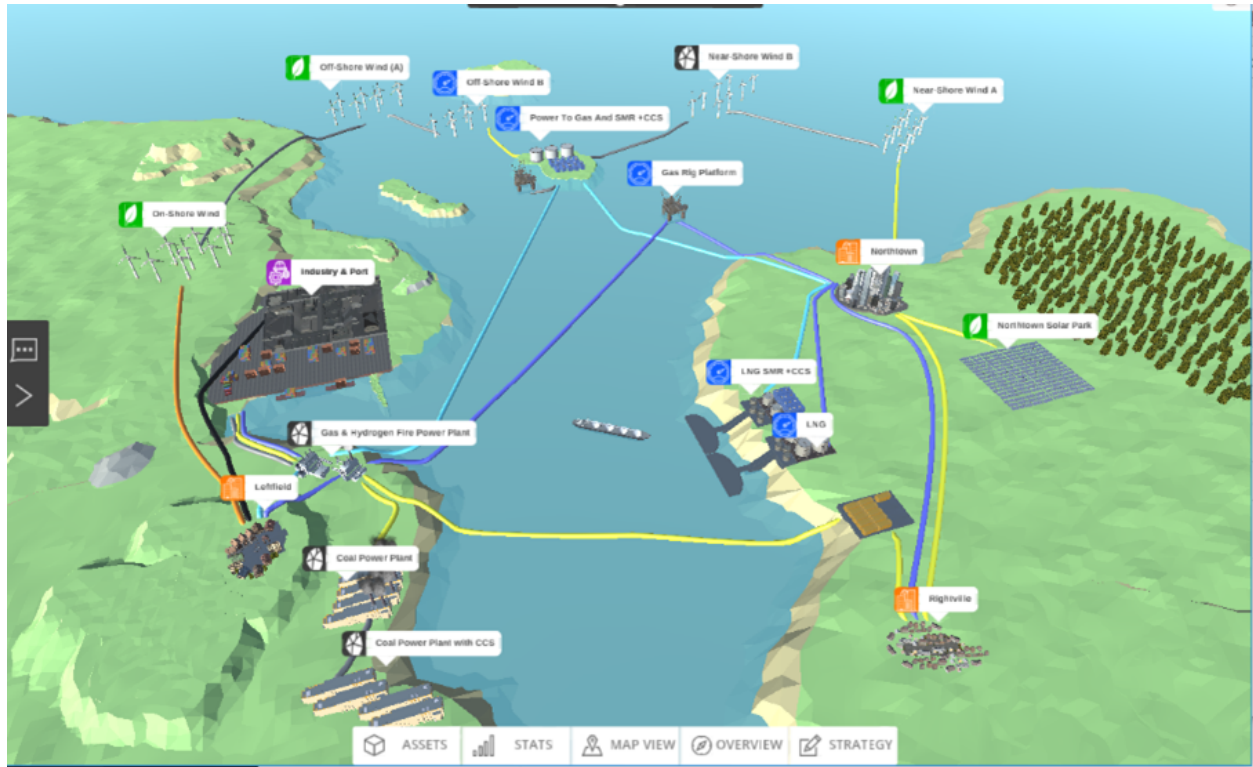 Near-Shore Wind B
Off-Shore Wind (A)
Off-Shore Wind B
Near-Shore Wind A
Power To Gas And SMR +CCS
Gas Rig Platform
On-Shore Wind
Northtown
Industry & Port
Northtown Solar Park
LNG SMR +CCS
LNG
Gas & Hydrogen Fire Power Plant
Leftfield
Coal Power Plant
Rightville
Coal Power Plant with CCS
ASSETS
STATS
MAP VIEW
OVERVIEW
STRATEGY